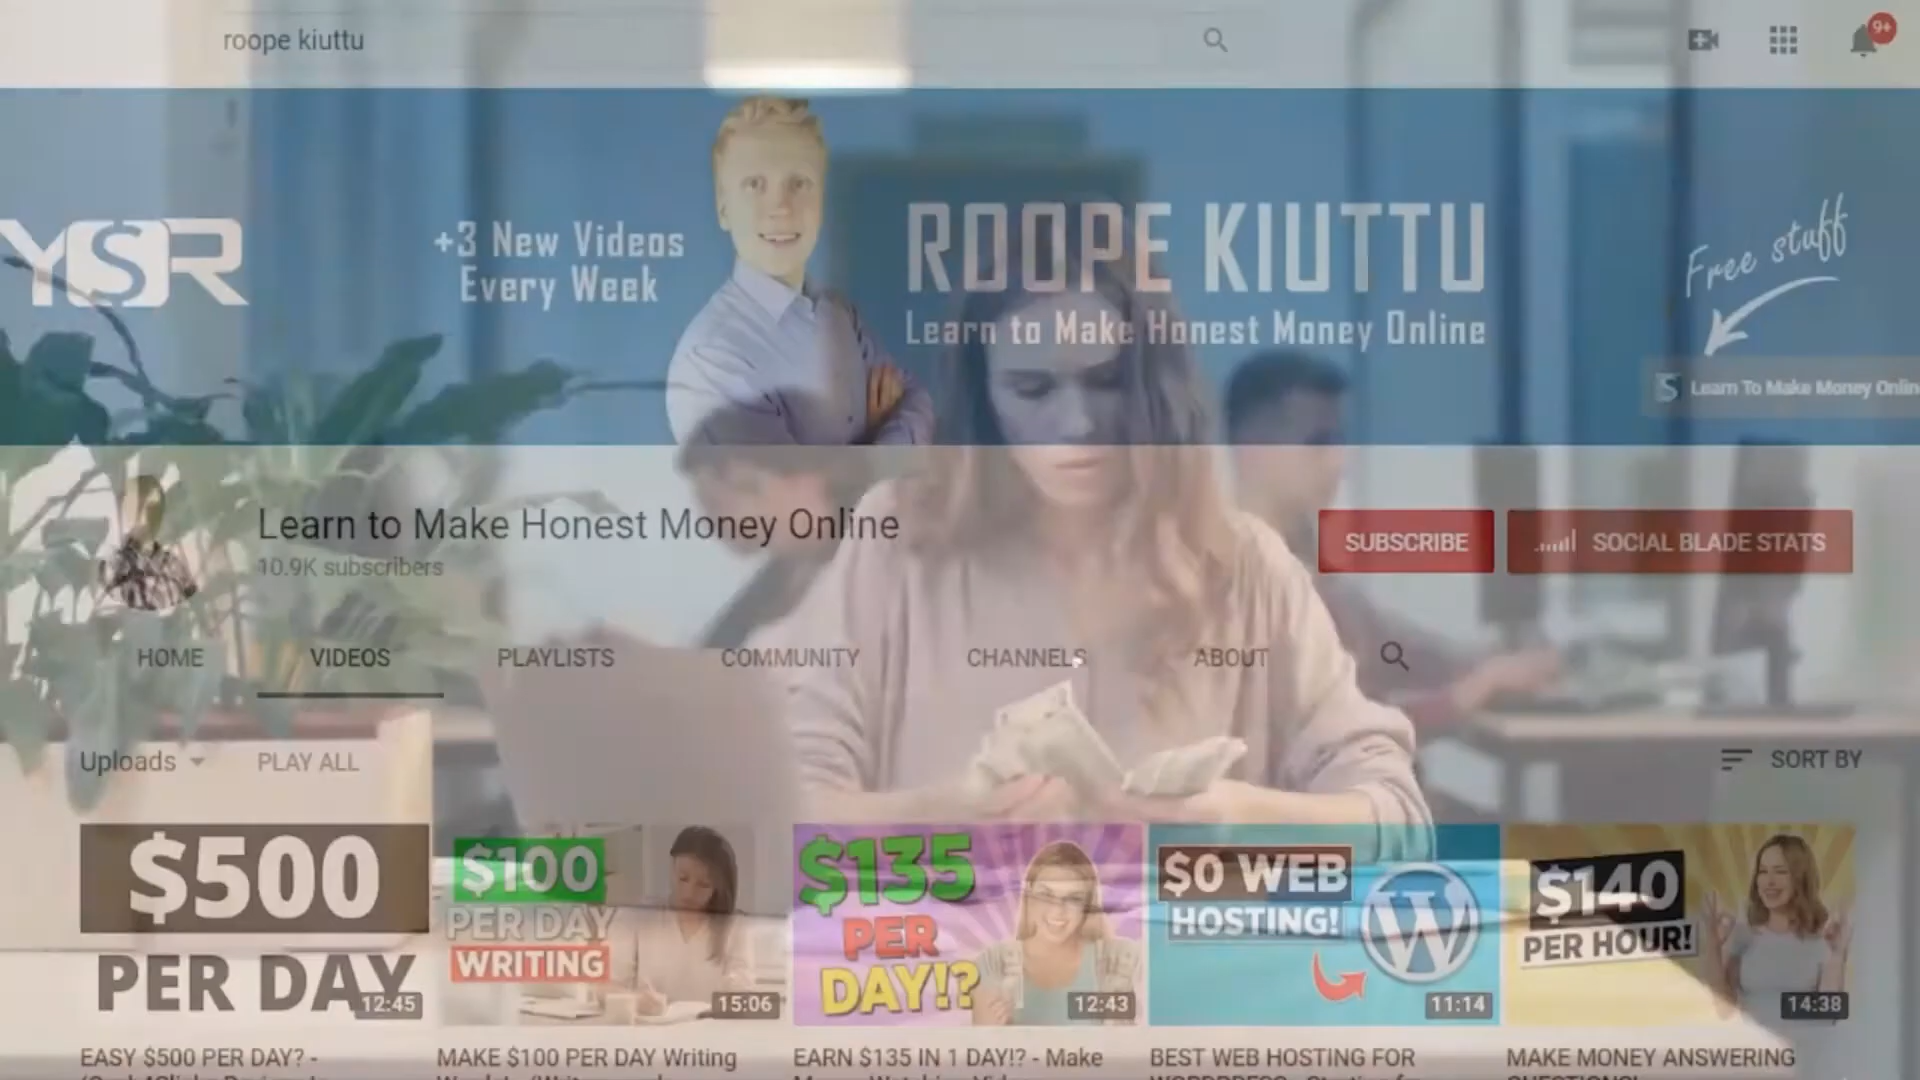 roope kiuttu
9+
YSR
+3 New Videos
Every Week
ROOPE KIUTTU
Learn to Make Honest Money Online
Free stuff
Learn To Make Money Onlin
Learn to Make Honest Money Online
10.9K subscribers
SUBSCRIBE
SOCIAL BLADE STATS
HOME VIDEOS PLAYLISTS COMMUNITY CHANNELS ABOUT
Uploads PLAY ALL
SORT BY
$500
PER DAY
12:45
$100
PER DAY
WRITING
15:06
$135
PER
DAY!?
12:43
$0 WEB
HOSTING!
11:14
$140
PER HOUR!
14:38
EASY $500 PER DAY? -
MAKE $100 PER DAY Writing
EARN $135 IN 1 DAY!? - Make
BEST WEB HOSTING FOR
MAKE MONEY ANSWERING